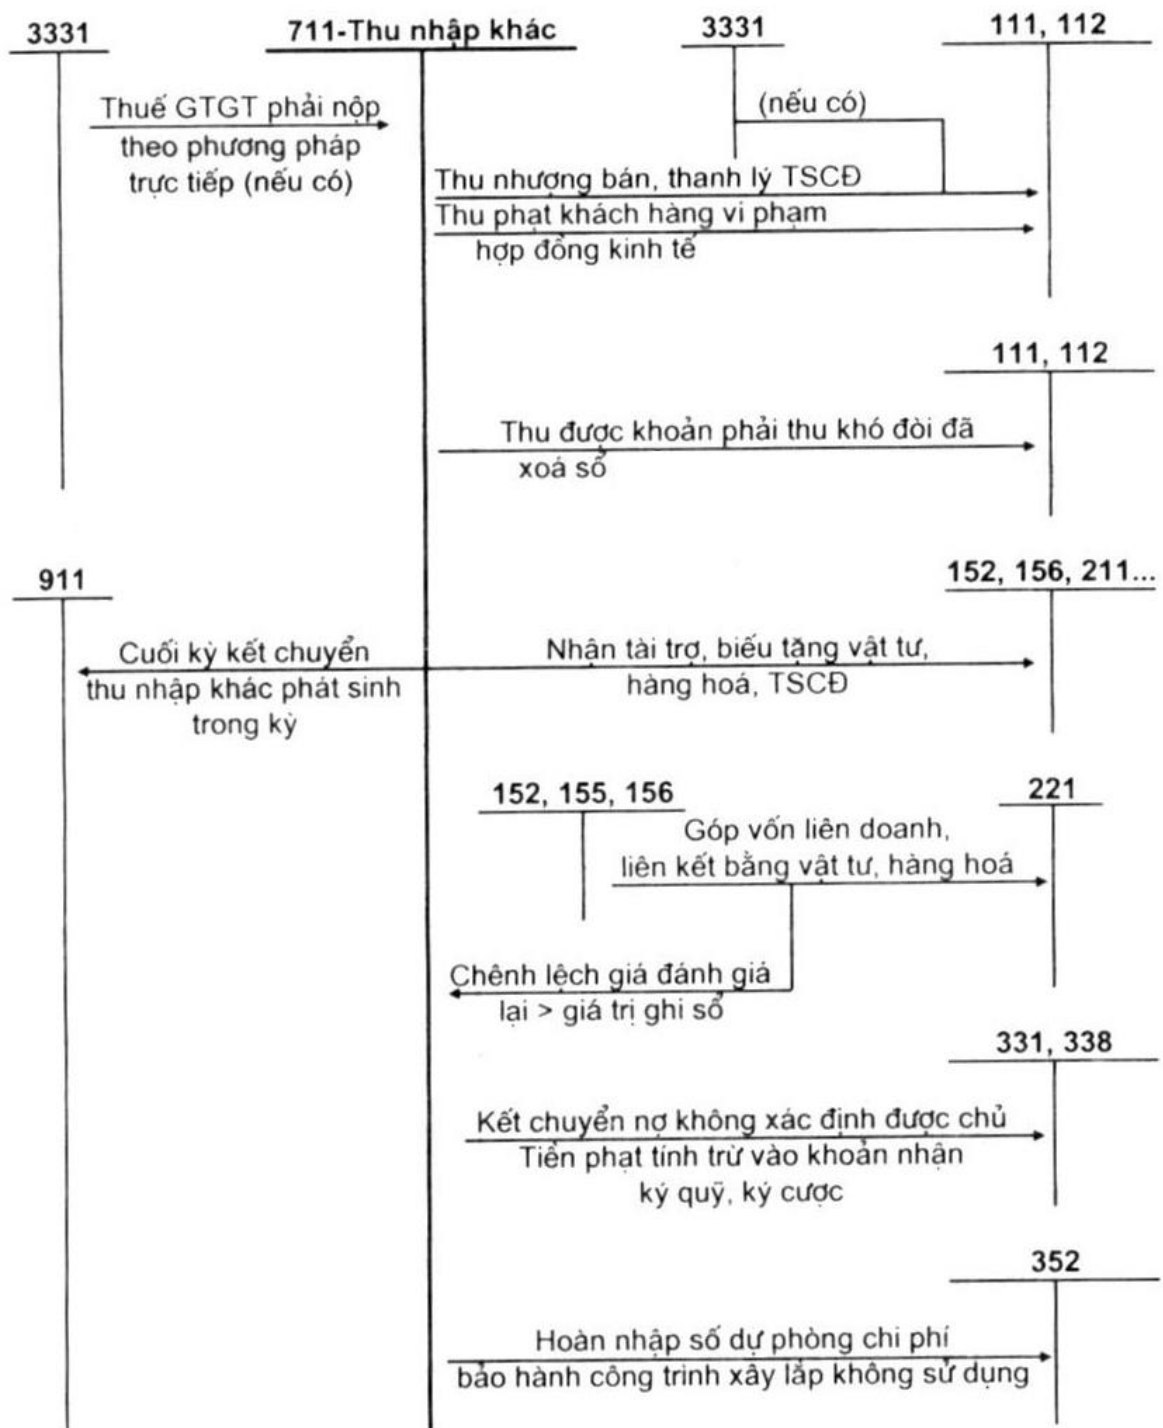 3331
711-Thu nhập khác
3331
111, 112
Thuế GTGT phải nộp
theo phương pháp
trực tiếp (nếu có)
(nếu có)
Thu nhượng bán, thanh lý TSCĐ
Thu phạt khách hàng vi phạm
hợp đồng kinh tế
111, 112
Thu được khoản phải thu khó đòi đã
xoá sổ
911
152, 156, 211...
Cuối kỳ kết chuyển
thu nhập khác phát sinh
trong kỳ
Nhận tài trợ, biếu tặng vật tư,
hàng hoá, TSCĐ
152, 155, 156
221
Góp vốn liên doanh,
liên kết bằng vật tư, hàng hoá
Chênh lệch giá đánh giá
lại > giá trị ghi sổ
331, 338
Kết chuyển nợ không xác định được chủ
Tiền phạt tính trừ vào khoản nhận
ký quỹ, ký cược
352
Hoàn nhập số dự phòng chi phí
bảo hành công trình xây lắp không sử dụng